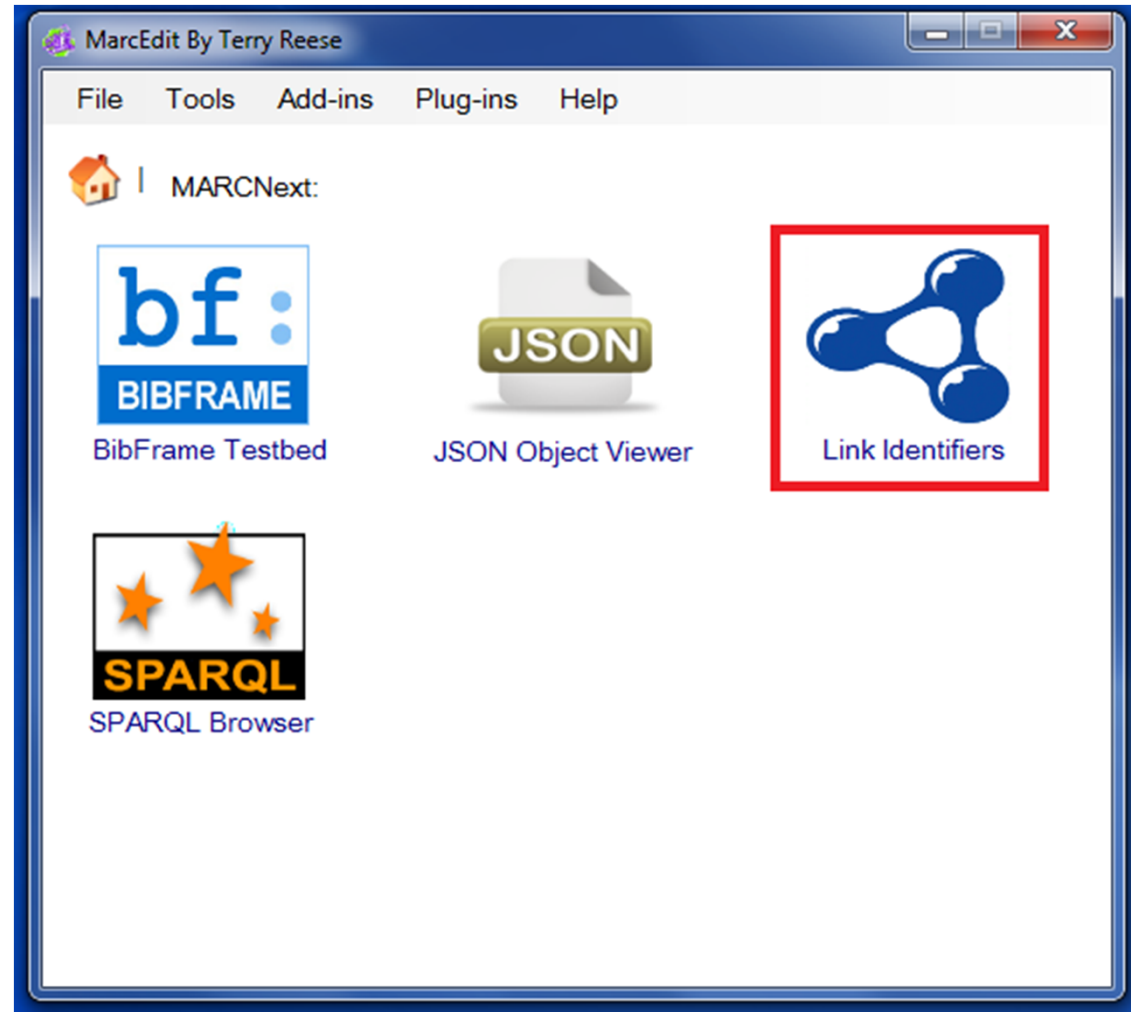 MarcEdit By Terry Reese
File Tools Add-ins Plug-ins Help
MARCNext:
bf:
BIBFRAME
JSON
BibFrame Testbed
JSON Object Viewer
Link Identifiers
SPARQL
SPARQL Browser